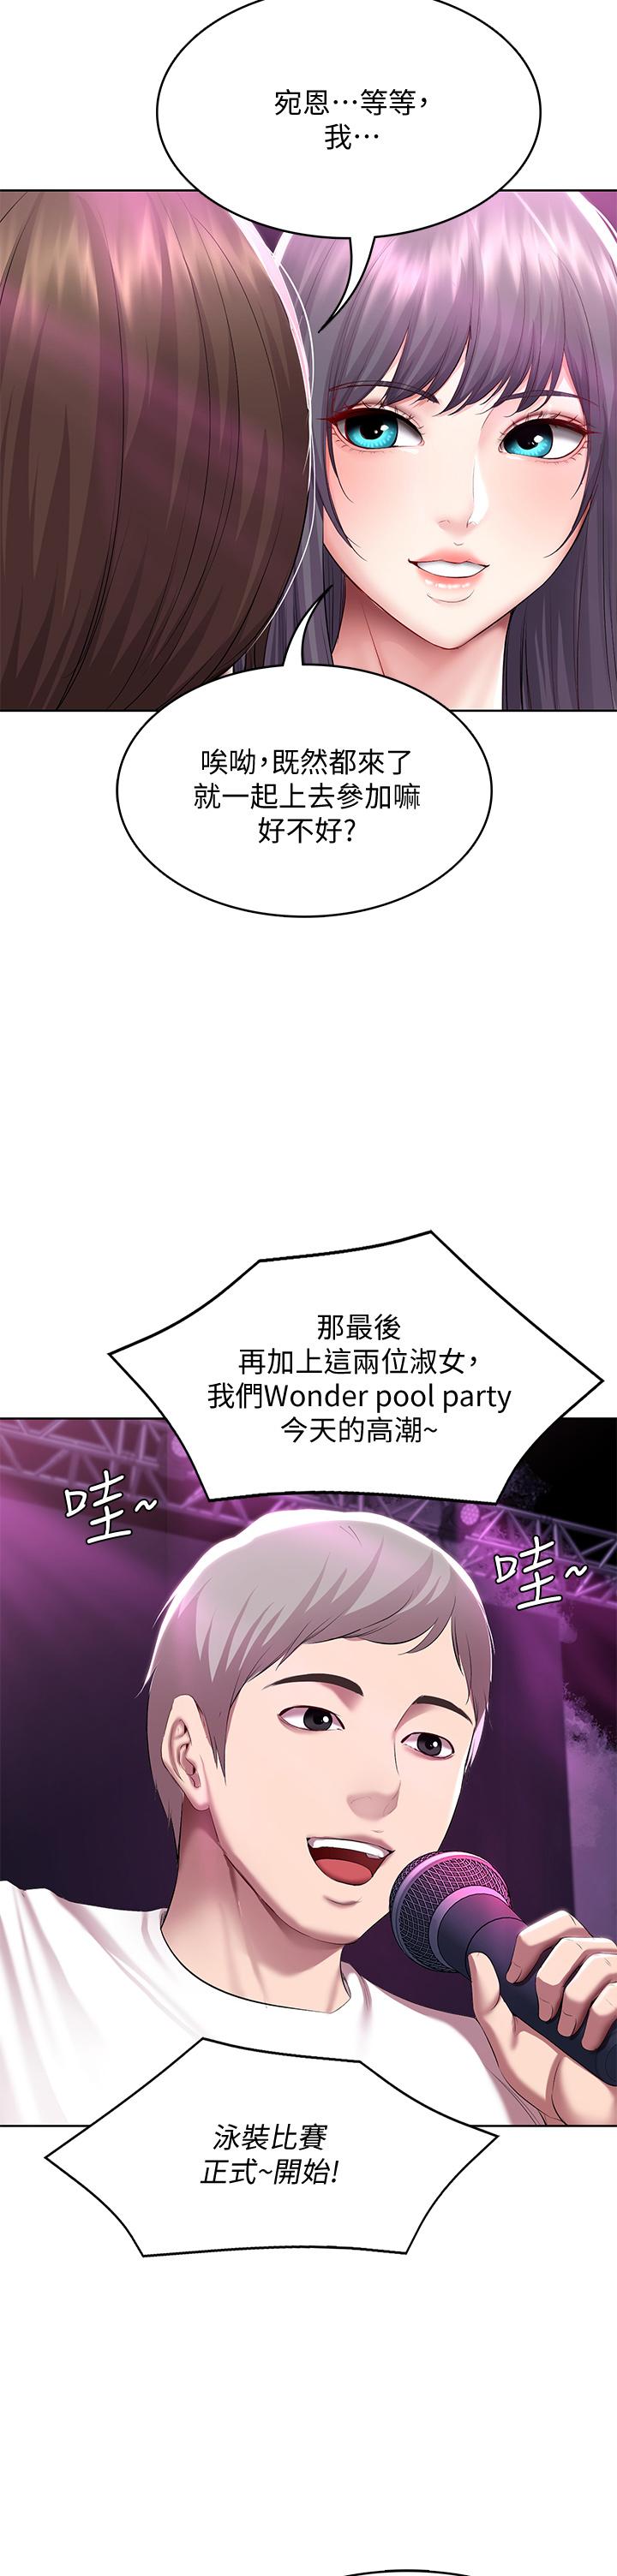 宛恩…等等，
我…
唉呦，既然都來了
就一起上去參加嘛
好不好?
那最後
再加上這兩位淑女，
我們Wonder pool party
今天的高潮~
哇~
哇~
泳裝比賽
正式~開始!